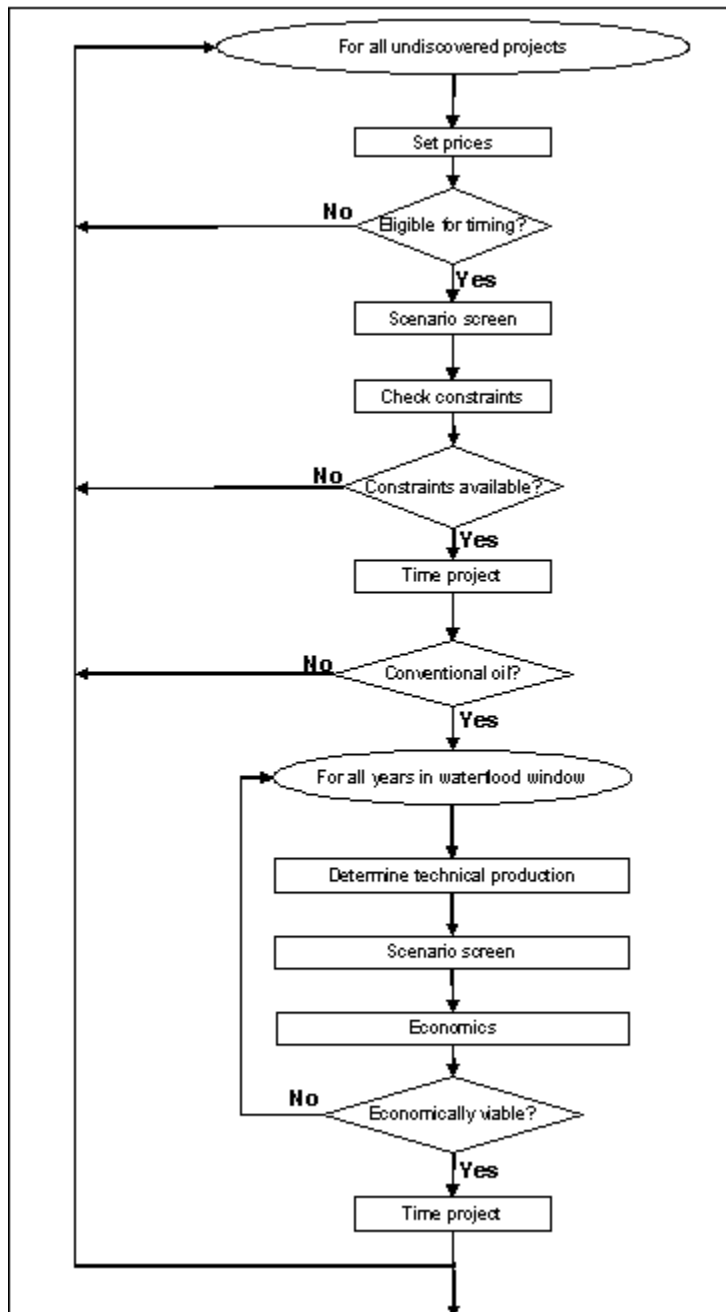 For all undiscovered projects
Set prices
No
Eligible for timing?
Yes
Scenario screen
Check constraints
No
Constraints available?
Yes
Time project
No
Conventional oil?
Yes
For all years in waterflood window
Determine technical production
Scenario screen
Economics
No
Economically viable?
Yes
Time project